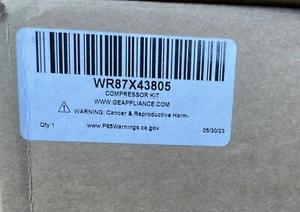 WR87X43805
COMPRESSOR KIT
WWW.GEAPPLIANCE.COM
WARNING: Cancer & Reproductive Harm-
Qty 1 www.P65Warnings.ca.gov 05/30/23